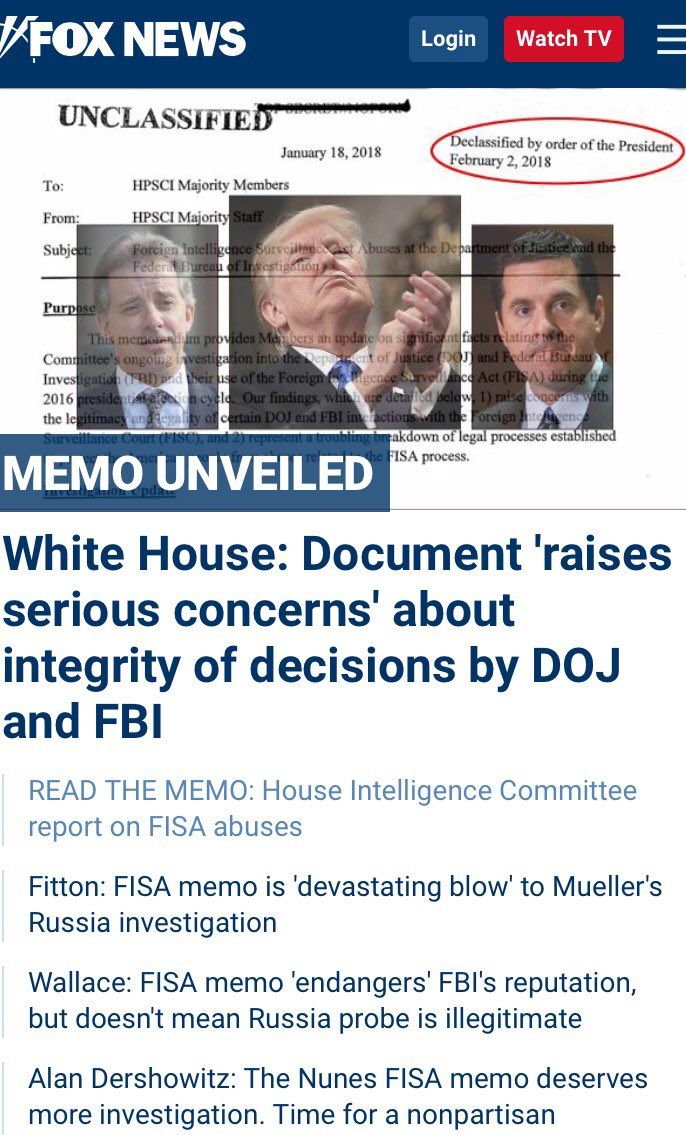 FOX NEWS
Login
Watch TV
UNCLASSIFIED
January 18, 2018
Declassified by order of the President
February 2, 2018
To: HPSCI Majority Members
From: HPSCI Majority Staff
Subject: Foreign Intelligence Surveillance Act Abuses at the Department of Justice and the
Federal Bureau of Investigation
Purpose
This memorandum provides Members an update on significant facts relating to the
Committee's ongoing investigation into the Department of Justice (DOJ) and Federal Bureau of
Investigation (FBI) and their use of the Foreign Intelligence Surveillance Act (FISA) during the
2016 presidential election cycle. Our findings, which are detailed below, 1) raise concerns with
the legitimacy and legality of certain DOJ and FBI interactions with the Foreign Intelligence
Surveillance Court (FISC), and 2) represent a troubling breakdown of legal processes established
the FISA process.
Investigation Update
MEMO UNVEILED
White House: Document 'raises
serious concerns' about
integrity of decisions by DOJ
and FBI
READ THE MEMO: House Intelligence Committee
report on FISA abuses
Fitton: FISA memo is 'devastating blow' to Mueller's
Russia investigation
Wallace: FISA memo 'endangers' FBI's reputation,
but doesn't mean Russia probe is illegitimate
Alan Dershowitz: The Nunes FISA memo deserves
more investigation. Time for a nonpartisan